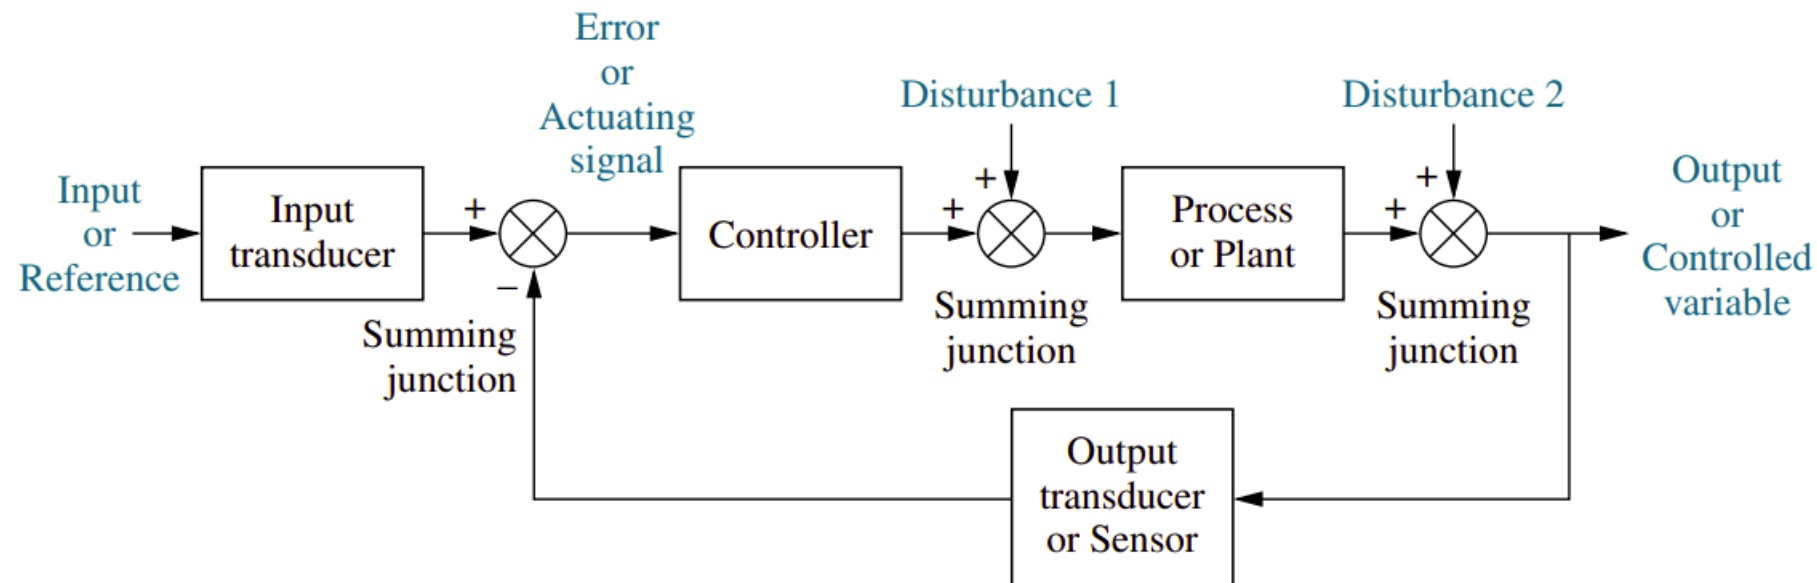 Error
or
Actuating
signal
Disturbance 1
Disturbance 2
Input
or
Reference
Input
transducer
+
−
Summing
junction
Controller
+
+
Summing
junction
Process
or Plant
+
+
Summing
junction
Output
or
Controlled
variable
Output
transducer
or Sensor